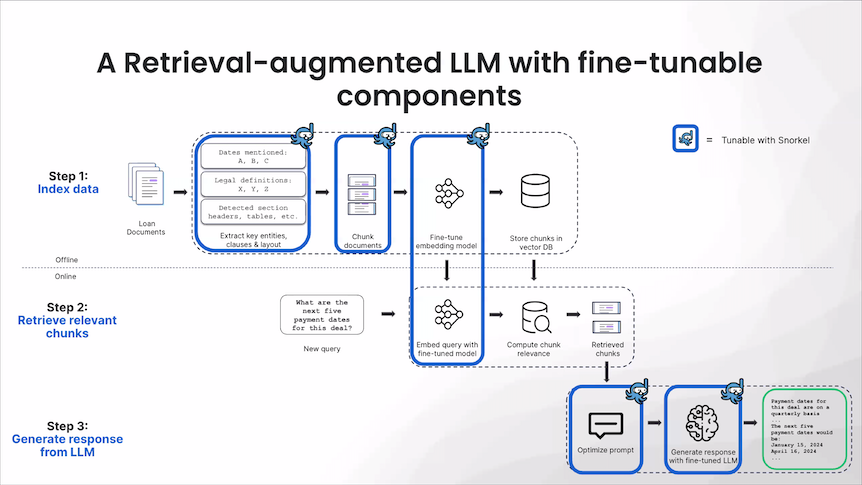 A Retrieval-augmented LLM with fine-tunable
components
= Tunable with Snorkel
Step 1:
Index data
Loan
Documents
Dates mentioned:
A, B, C
Legal definitions:
X, Y, Z
Detected section
headers, tables, etc.
Extract key entities,
clauses & layout
Chunk
documents
Fine-tune
embedding model
Store chunks in
vector DB
Offline
Online
Step 2:
Retrieve relevant
chunks
What are the
next five
payment dates
for this deal?
New query
Embed query with
fine-tuned model
Compute chunk
relevance
Retrieved
chunks
Step 3:
Generate response
from LLM
Optimize prompt
Generate response
with fine-tuned LLM
Payment dates for
this deal are on a
quarterly basis
...
The next five
payment dates would
be:
January 15, 2024
April 16, 2024
...